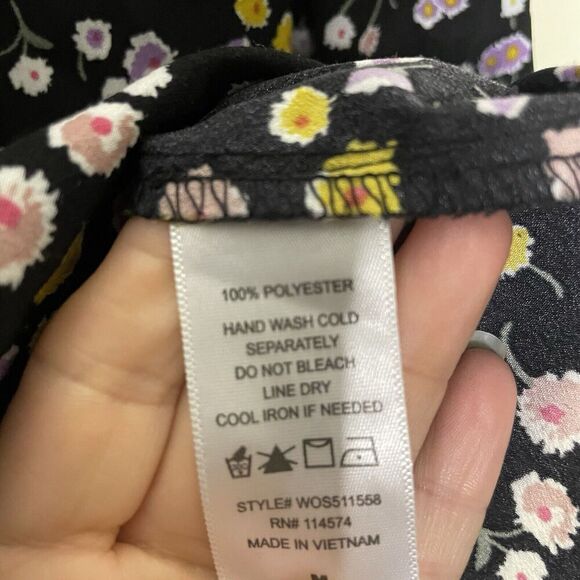 100% POLYESTER
HAND WASH COLD
SEPARATELY
DO NOT BLEACH
LINE DRY
COOL IRON IF NEEDED
STYLE# WOS511558
RN# 114574
MADE IN VIETNAM